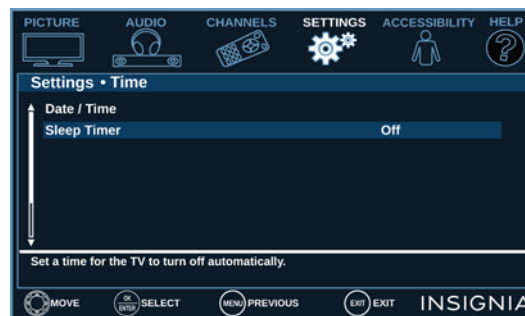 PICTURE AUDIO CHANNELS SETTINGS ACCESSIBILITY HELP
?
Settings • Time
Date / Time
Sleep Timer Off
Set a time for the TV to turn off automatically.
MOVE OK ENTER SELECT MENU PREVIOUS EXIT EXIT INSIGNIA